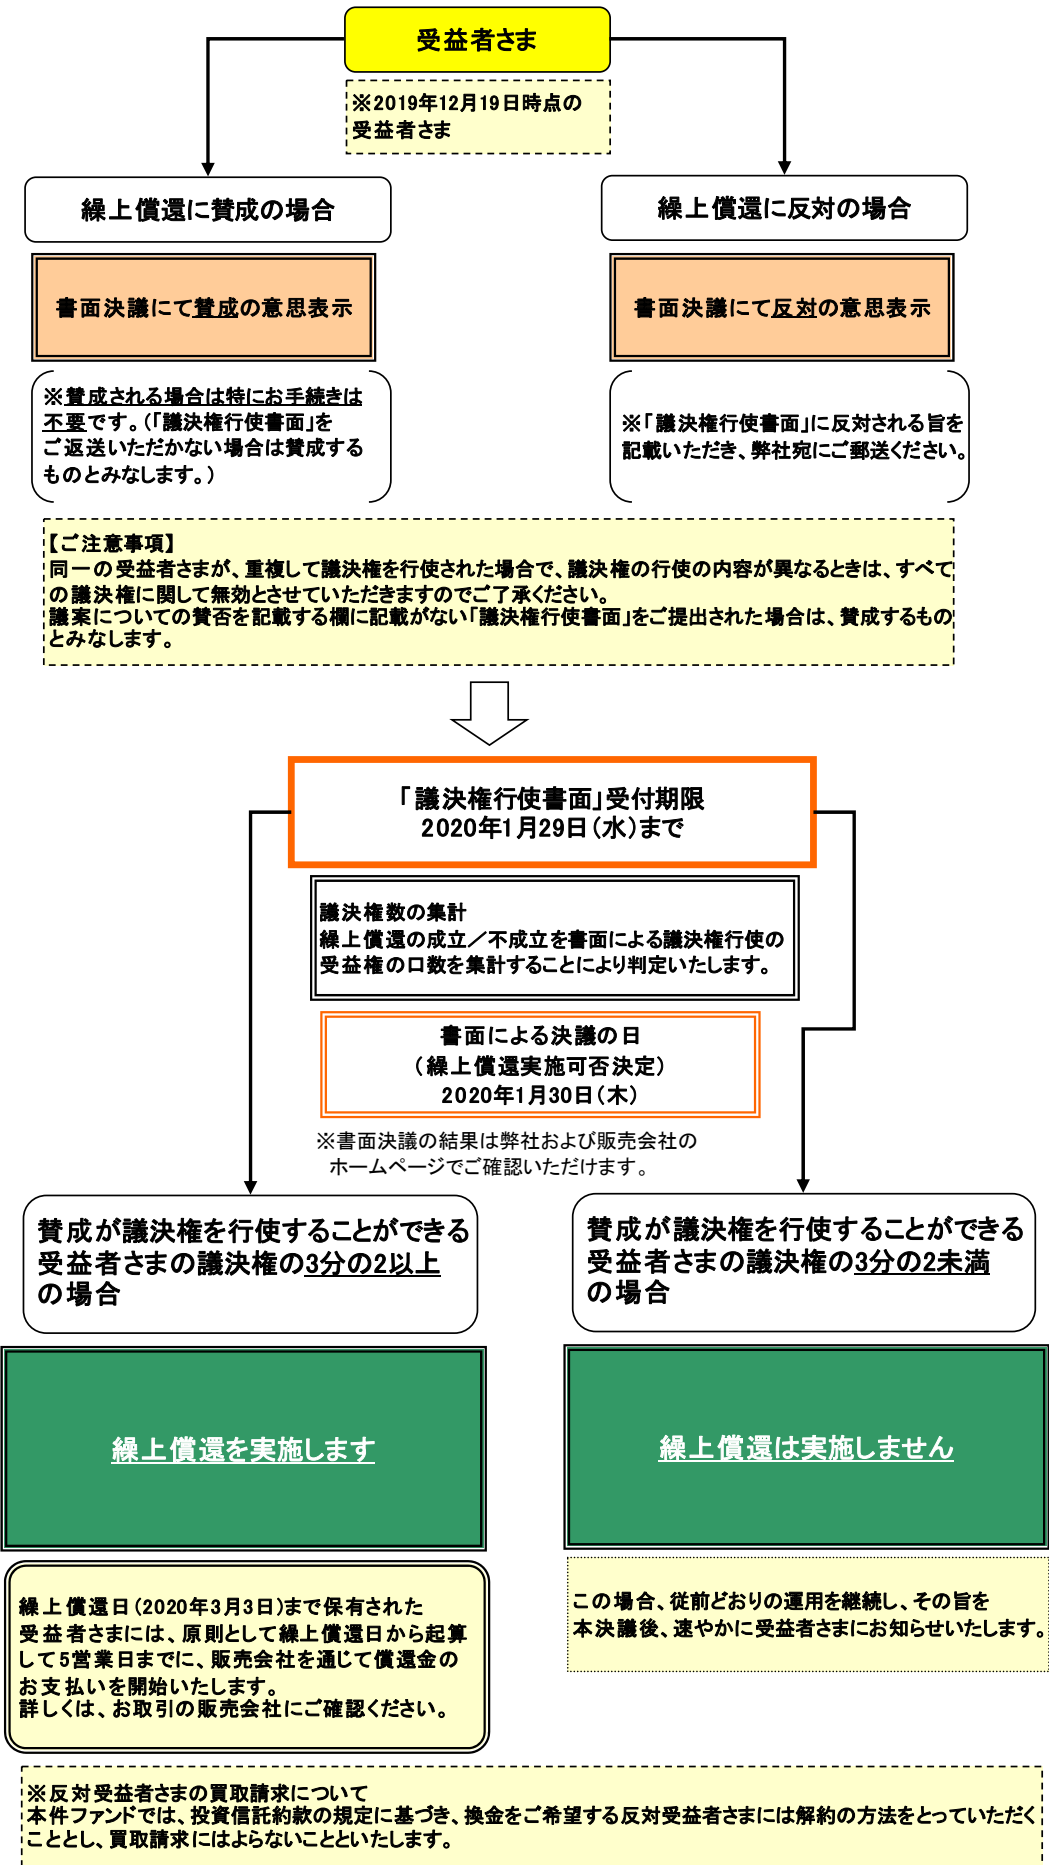 受益者さま
※2019年12月19日時点の
受益者さま
繰上償還に賛成の場合
繰上償還に反対の場合
書面決議にて賛成の意思表示
書面決議にて反対の意思表示
※賛成される場合は特にお手続きは
不要です。（「議決権行使書面」を
ご返送いただかない場合は賛成する
ものとみなします。）
※「議決権行使書面」に反対される旨を
記載いただき、弊社宛にご郵送ください。
【ご注意事項】
同一の受益者さまが、重複して議決権を行使された場合で、議決権の行使の内容が異なるときは、すべて
の議決権に関して無効とさせていただきますのでご了承ください。
議案についての賛否を記載する欄に記載がない「議決権行使書面」をご提出された場合は、賛成するもの
とみなします。
「議決権行使書面」受付期限
2020年1月29日（水）まで
議決権数の集計
繰上償還の成立／不成立を書面による議決権行使の
受益権の口数を集計することにより判定いたします。
書面による決議の日
（繰上償還実施可否決定）
2020年1月30日（木）
※書面決議の結果は弊社および販売会社の
ホームページでご確認いただけます。
賛成が議決権を行使することができる
受益者さまの議決権の3分の2以上
の場合
賛成が議決権を行使することができる
受益者さまの議決権の3分の2未満
の場合
繰上償還を実施します
繰上償還は実施しません
繰上償還日（2020年3月3日）まで保有された
受益者さまには、原則として繰上償還日から起算
して5営業日までに、販売会社を通じて償還金の
お支払いを開始いたします。
詳しくは、お取引の販売会社にご確認ください。
この場合、従前どおりの運用を継続し、その旨を
本決議後、速やかに受益者さまにお知らせいたします。
※反対受益者さまの買取請求について
本件ファンドでは、投資信託約款の規定に基づき、換金をご希望する反対受益者さまには解約の方法をとっていただく
こととし、買取請求にはよらないことといたします。